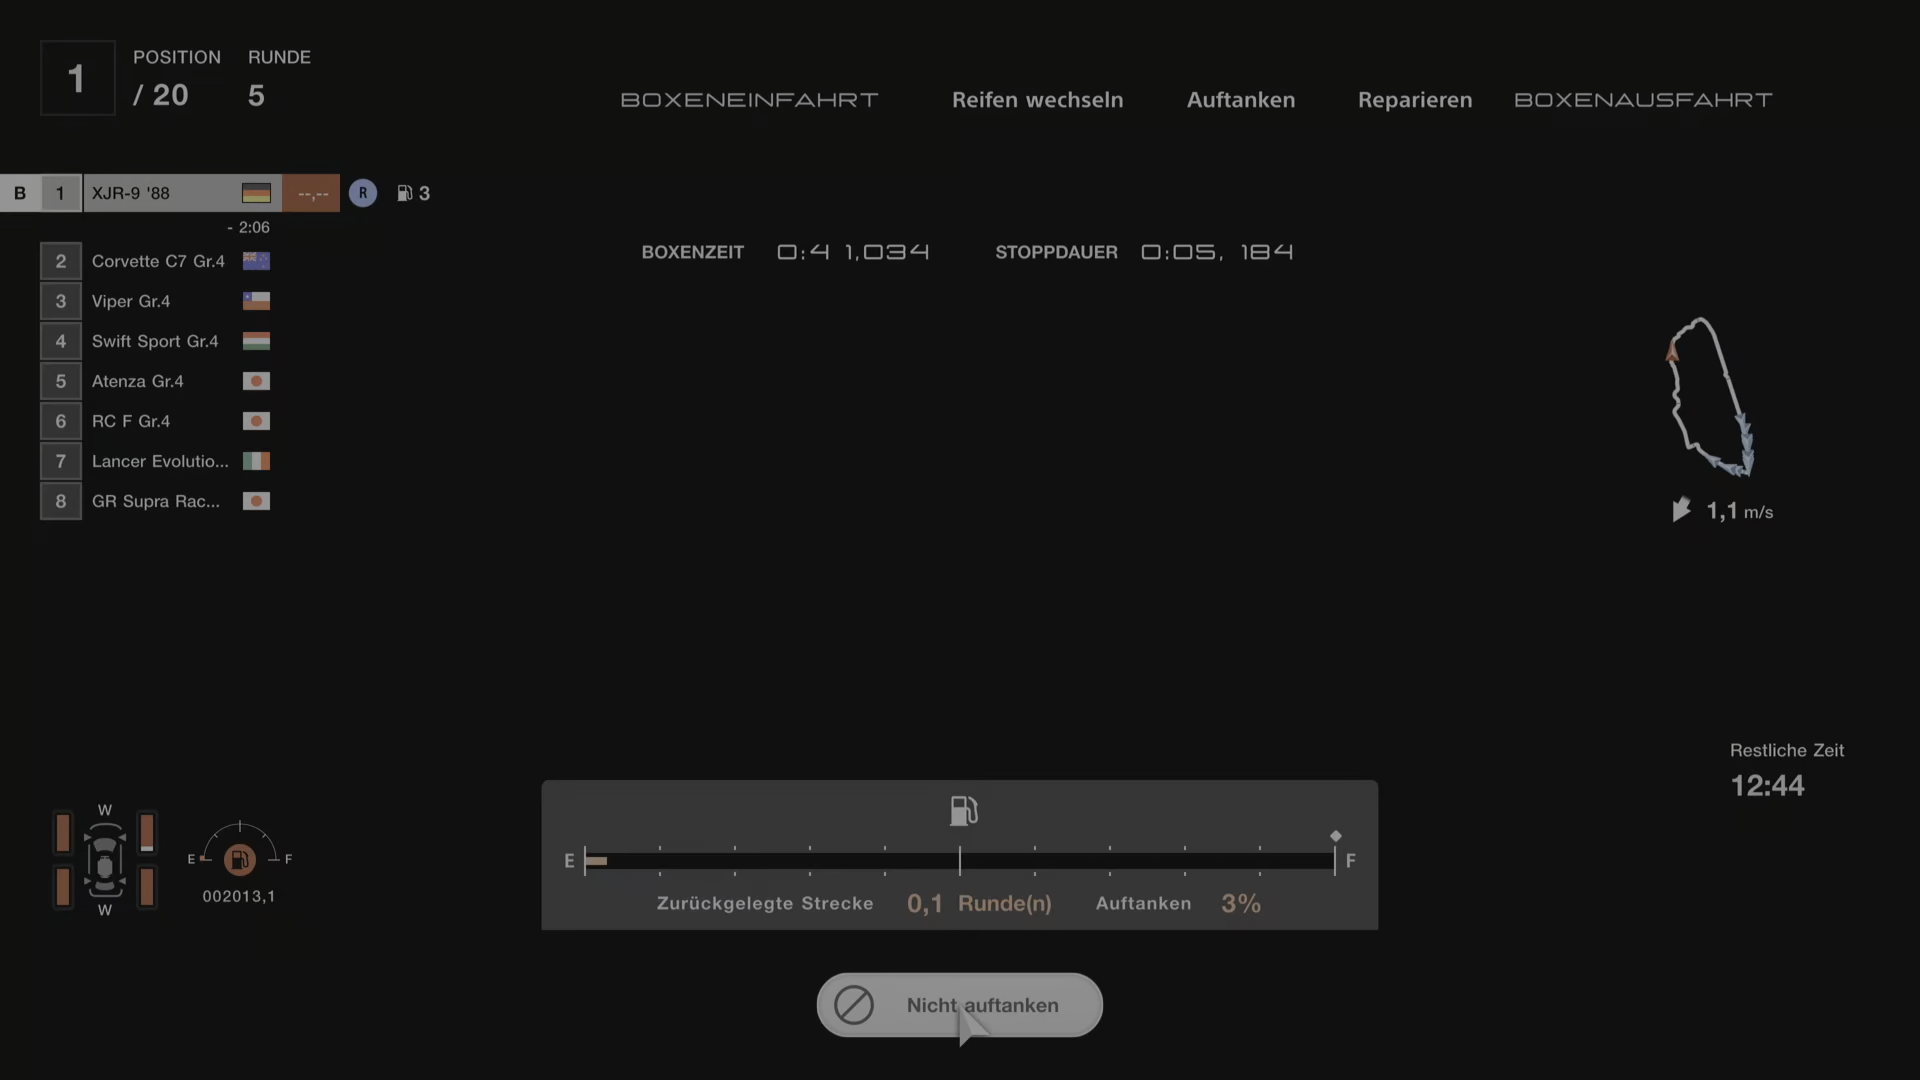 1 POSITION / 20 RUNDE 5
BOXENEINFAHRT Reifen wechseln Auftanken Reparieren BOXENAUSFAHRT
B 1 XJR-9 '88 --,-- R 3
- 2:06
2 Corvette C7 Gr.4
3 Viper Gr.4
4 Swift Sport Gr.4
5 Atenza Gr.4
6 RC F Gr.4
7 Lancer Evolutio...
8 GR Supra Rac...
BOXENZEIT 0:41,034 STOPPDAUER 0:05,184
1,1 m/s
Restliche Zeit
12:44
W
W
E F
002013,1
E F
Zurückgelegte Strecke 0,1 Runde(n) Auftanken 3%
Nicht auftanken